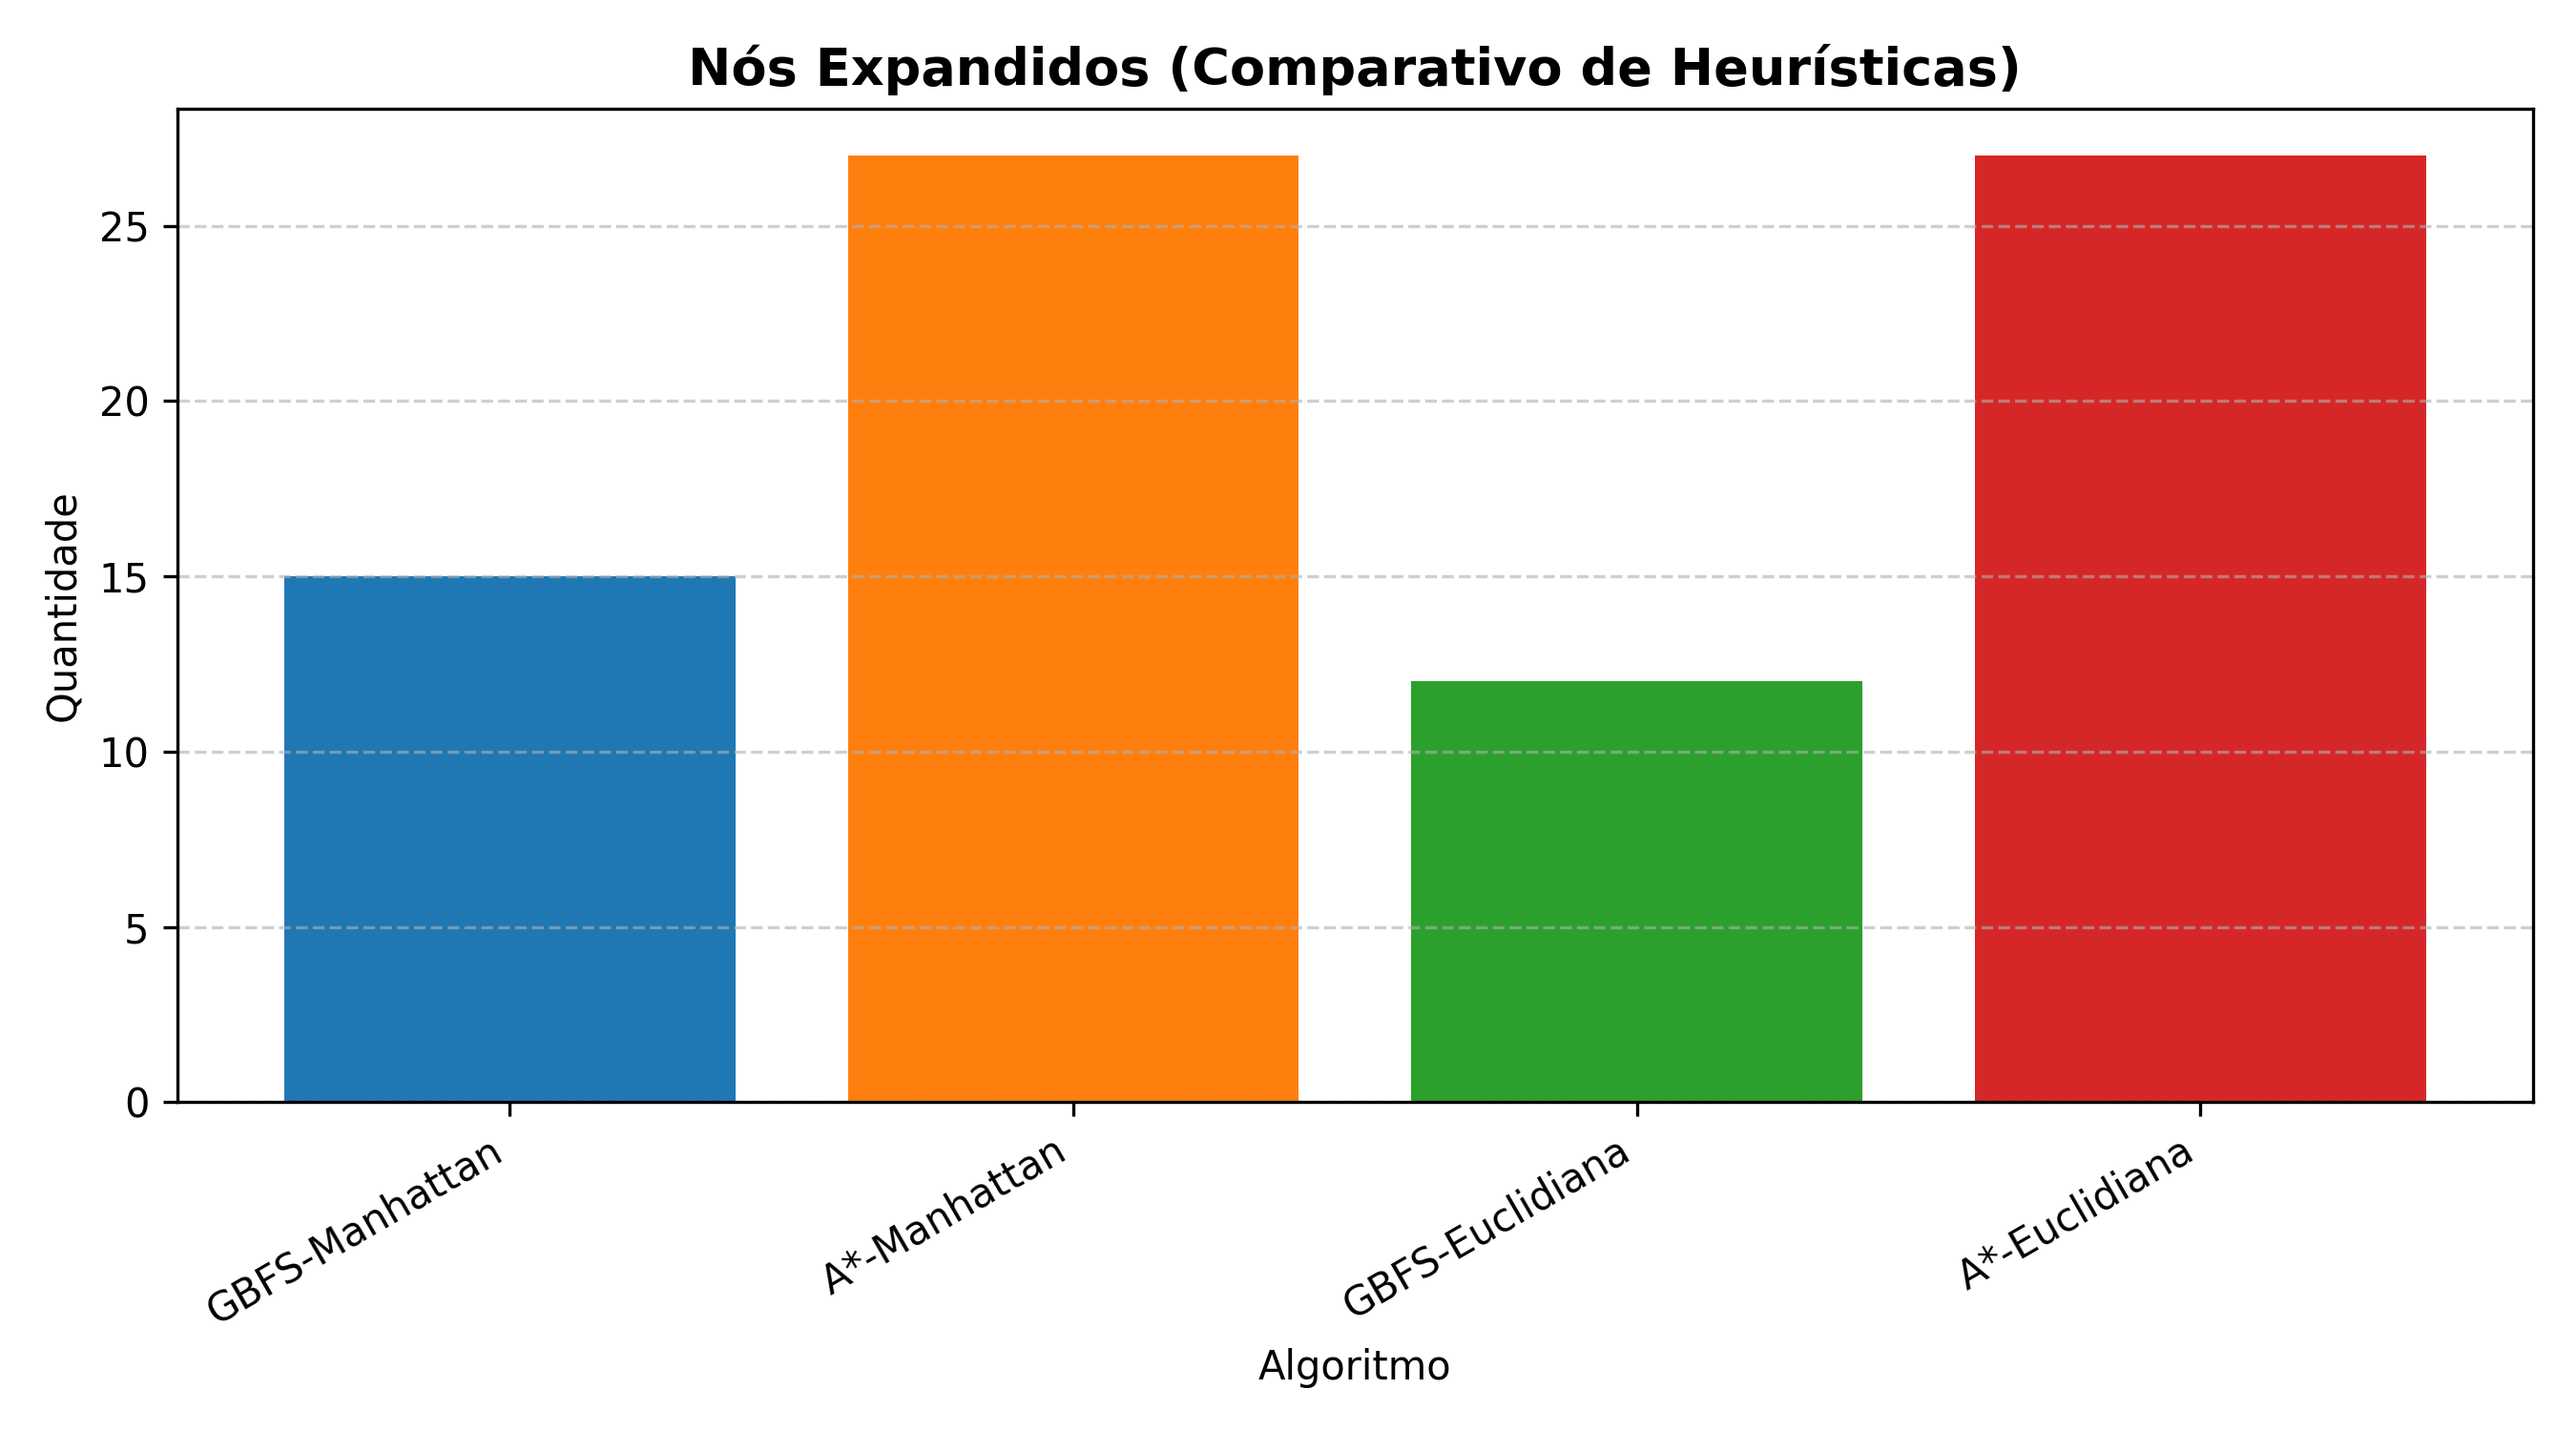 Nós Expandidos (Comparativo de Heurísticas)
Quantidade
25
20
15
10
5
0
GBFS-Manhattan
A*-Manhattan
GBFS-Euclidiana
A*-Euclidiana
Algoritmo